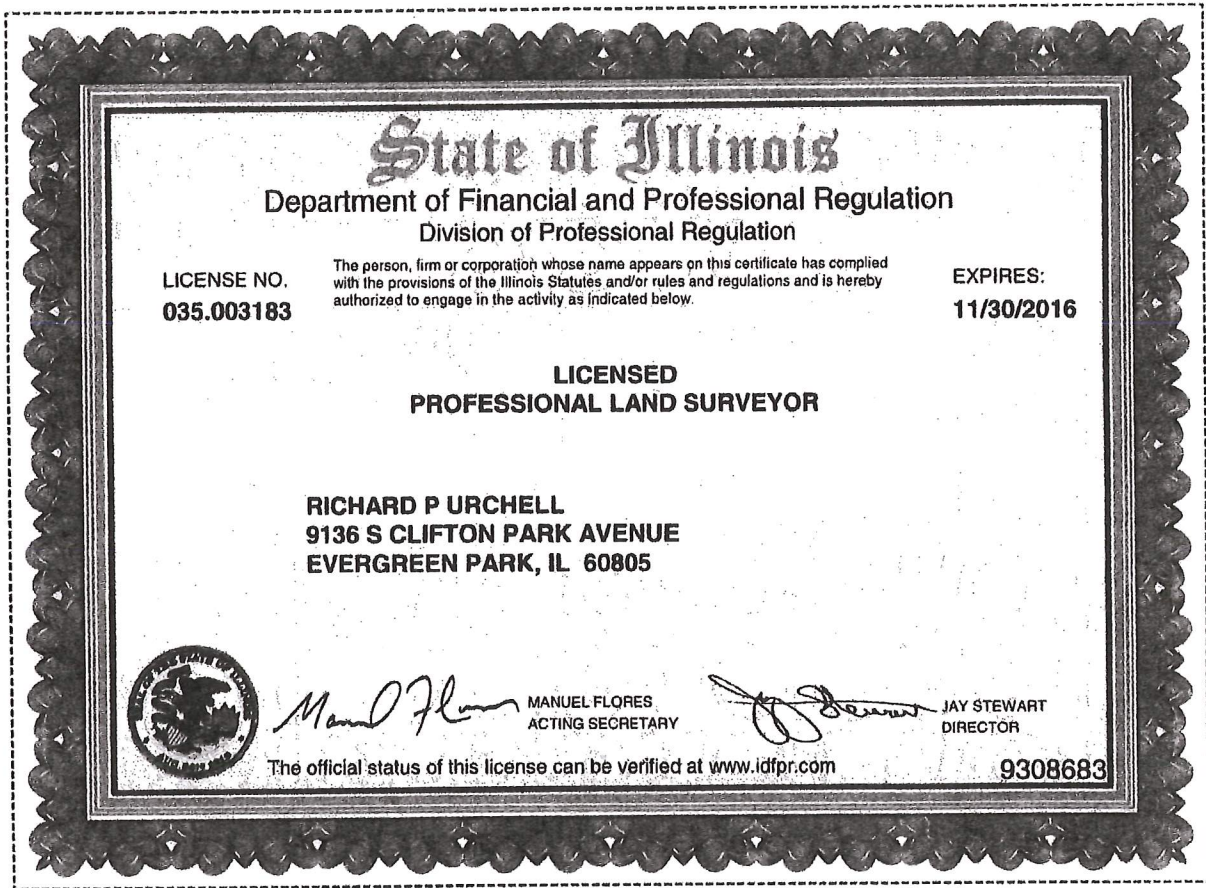 State of Illinois
Department of Financial and Professional Regulation
Division of Professional Regulation
LICENSE NO.
035.003183
The person, firm or corporation whose name appears on this certificate has complied
with the provisions of the Illinois Statutes and/or rules and regulations and is hereby
authorized to engage in the activity as indicated below.
EXPIRES:
11/30/2016
LICENSED
PROFESSIONAL LAND SURVEYOR
RICHARD P URCHELL
9136 S CLIFTON PARK AVENUE
EVERGREEN PARK, IL 60805
MANUEL FLORES
ACTING SECRETARY
JAY STEWART
DIRECTOR
The official status of this license can be verified at www.idfpr.com
9308683